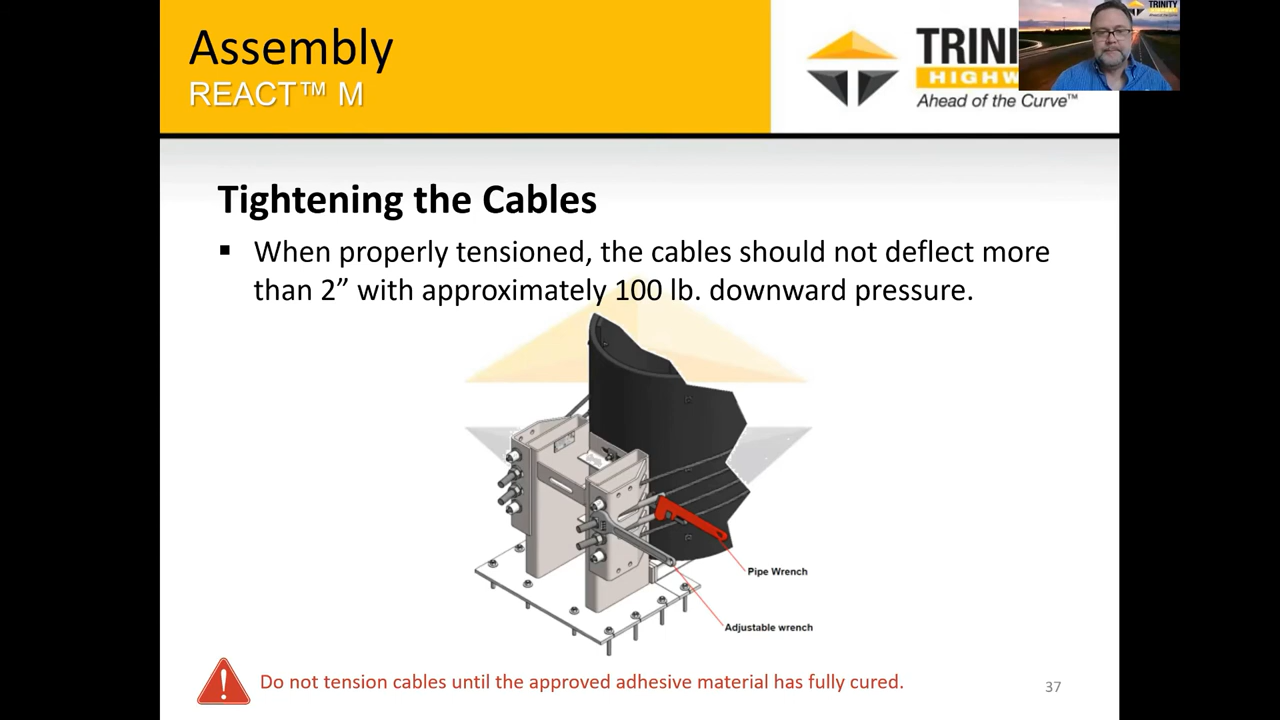 Assembly
REACT™ M
TRINITY
Ahead of the Curve™
TRINITY
Tightening the Cables
▪ When properly tensioned, the cables should not deflect more
than 2” with approximately 100 lb. downward pressure.
Pipe Wrench
Adjustable wrench
Do not tension cables until the approved adhesive material has fully cured.
37